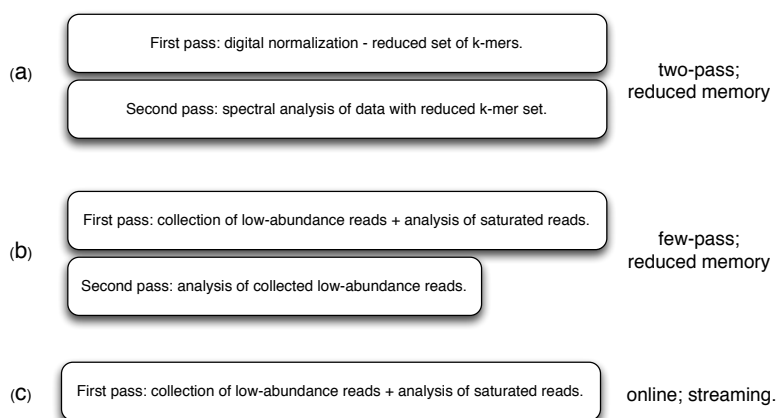 First pass: digital normalization - reduced set of k-mers.
(a)
Second pass: spectral analysis of data with reduced k-mer set.
two-pass;
reduced memory
First pass: collection of low-abundance reads + analysis of saturated reads.
(b)
Second pass: analysis of collected low-abundance reads.
few-pass;
reduced memory
(c)
First pass: collection of low-abundance reads + analysis of saturated reads.
online; streaming.